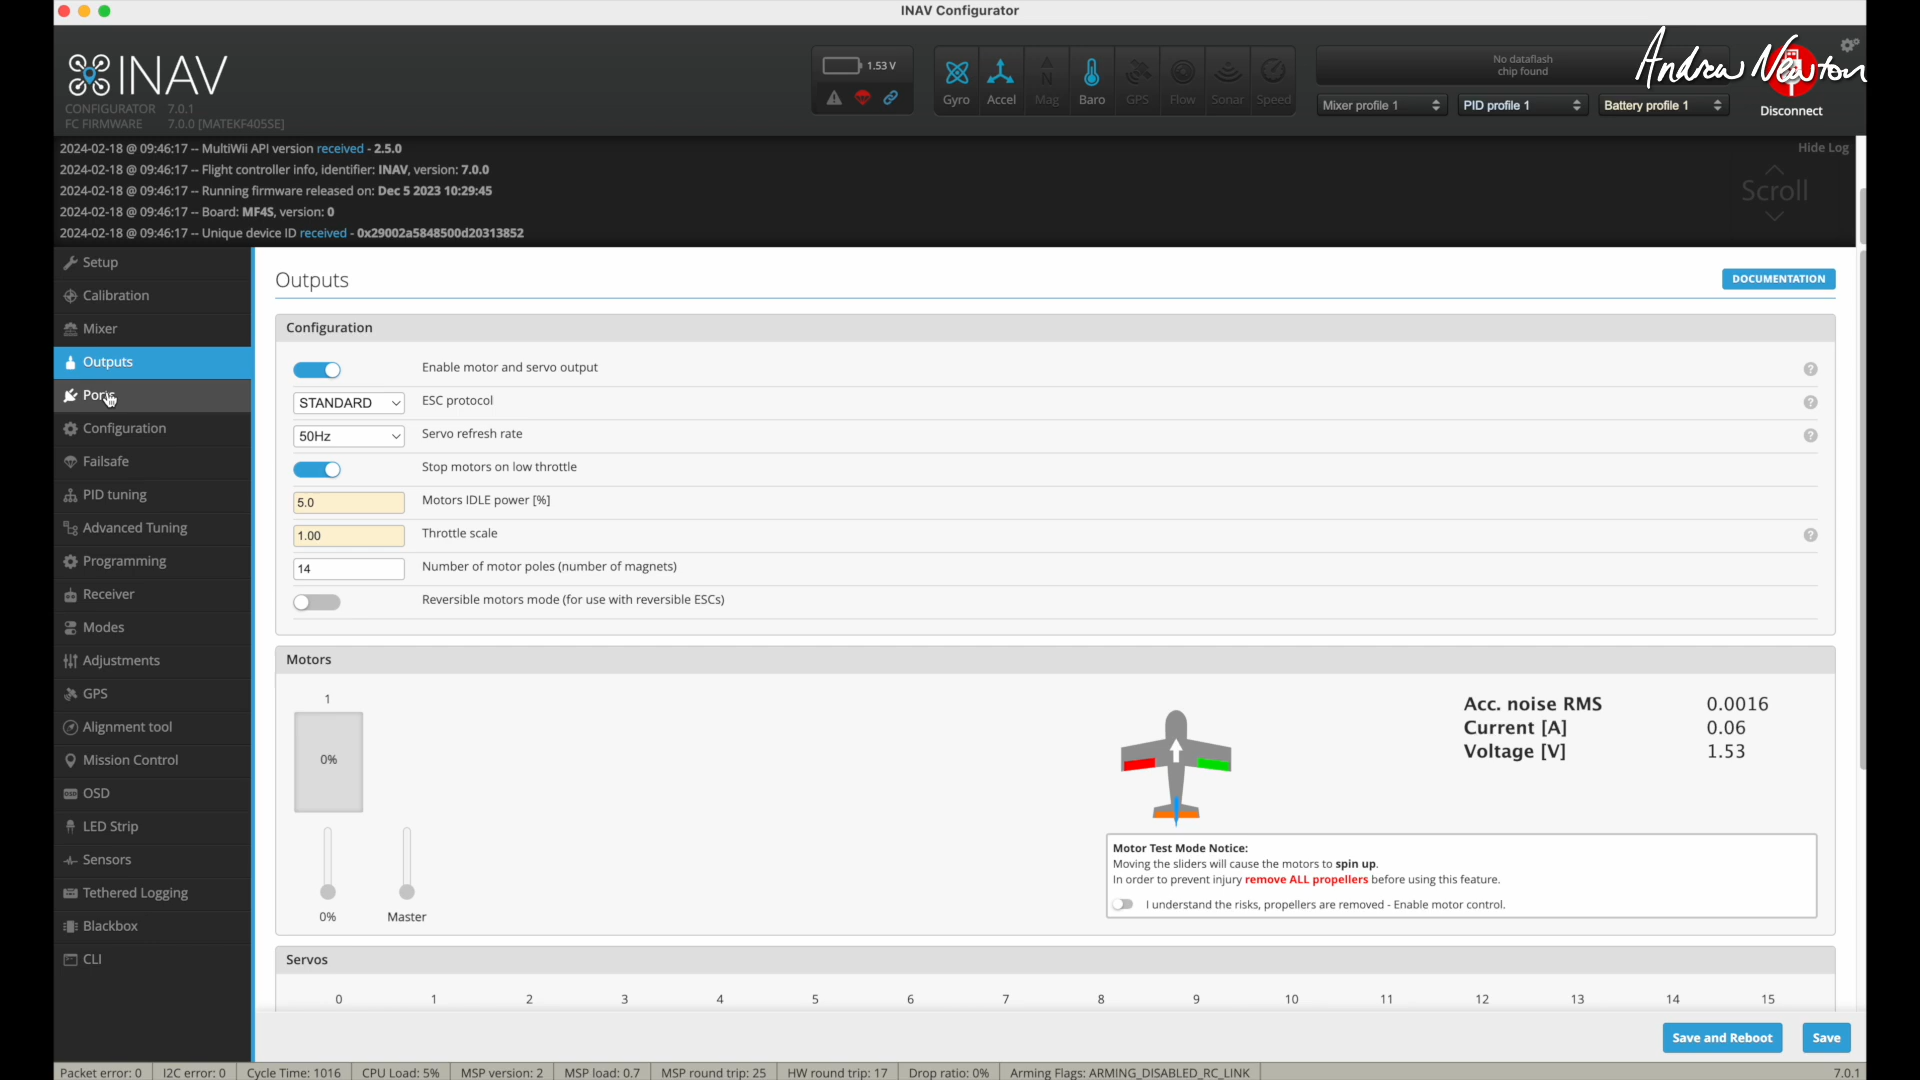 INAV Configurator
INAV
CONFIGURATOR 7.0.1
FC FIRMWARE 7.0.0 [MATEKF405SE]
1.53 V
Gyro Accel Mag Baro GPS Flow Sonar Speed
No dataflash
chip found
Mixer profile 1 PID profile 1 Battery profile 1
Andrew Newton
Disconnect
2024-02-18 @ 09:46:17 -- MultiWii API version received - 2.5.0
2024-02-18 @ 09:46:17 -- Flight controller info, identifier: INAV, version: 7.0.0
2024-02-18 @ 09:46:17 -- Running firmware released on: Dec 5 2023 10:29:45
2024-02-18 @ 09:46:17 -- Board: MF4S, version: 0
2024-02-18 @ 09:46:17 -- Unique device ID received - 0x29002a5848500d20313852
Hide Log
Scroll
Setup
Calibration
Mixer
Outputs
Ports
Configuration
Failsafe
PID tuning
Advanced Tuning
Programming
Receiver
Modes
Adjustments
GPS
Alignment tool
Mission Control
OSD
LED Strip
Sensors
Tethered Logging
Blackbox
CLI
Outputs
DOCUMENTATION
Configuration
Enable motor and servo output
STANDARD ESC protocol
50Hz Servo refresh rate
Stop motors on low throttle
5.0 Motors IDLE power [%]
1.00 Throttle scale
14 Number of motor poles (number of magnets)
Reversible motors mode (for use with reversible ESCs)
Motors
1
0%
0% Master
Acc. noise RMS 0.0016
Current [A] 0.06
Voltage [V] 1.53
Motor Test Mode Notice:
Moving the sliders will cause the motors to spin up.
In order to prevent injury remove ALL propellers before using this feature.
I understand the risks, propellers are removed - Enable motor control.
Servos
0 1 2 3 4 5 6 7 8 9 10 11 12 13 14 15
Save and Reboot Save
Packet error: 0 I2C error: 0 Cycle Time: 1016 CPU Load: 5% MSP version: 2 MSP load: 0.7 MSP round trip: 25 HW round trip: 17 Drop ratio: 0% Arming Flags: ARMING_DISABLED_RC_LINK 7.0.1